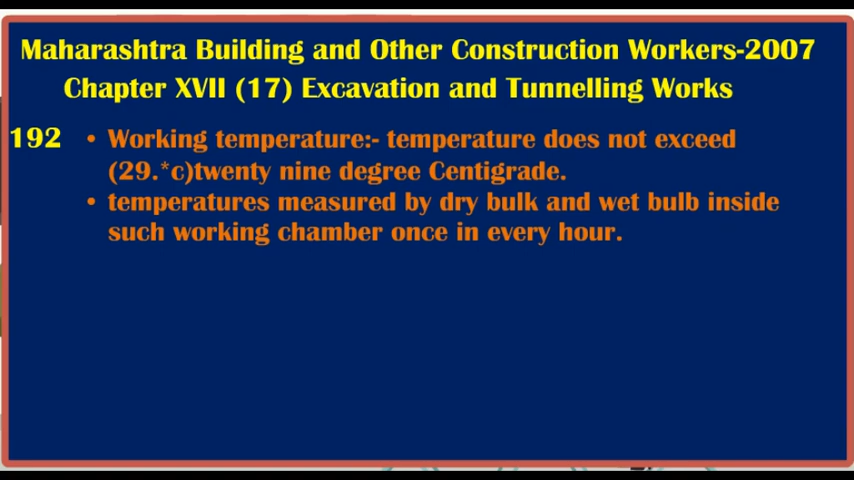 Maharashtra Building and Other Construction Workers-2007
Chapter XVII (17) Excavation and Tunnelling Works
192 • Working temperature:- temperature does not exceed
(29.*c)twenty nine degree Centigrade.
• temperatures measured by dry bulk and wet bulb inside
such working chamber once in every hour.